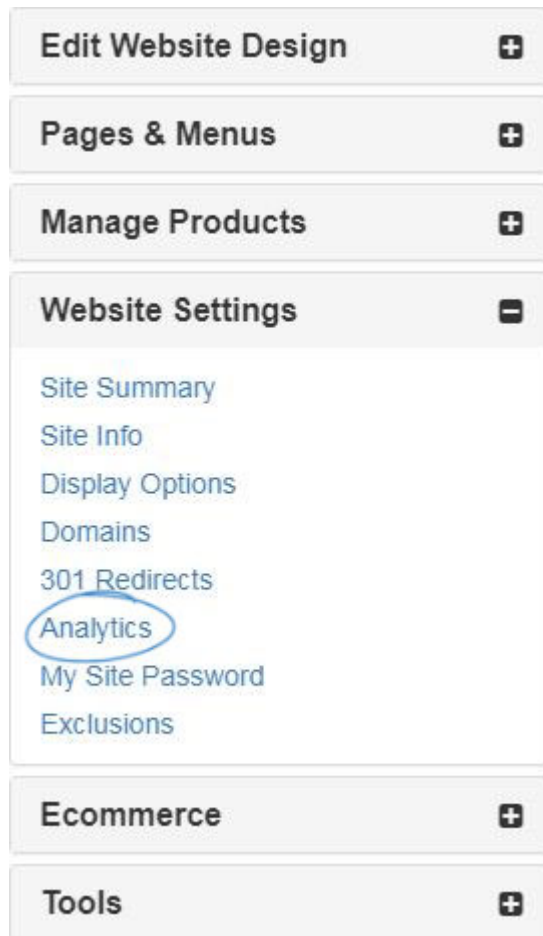 Edit Website Design
Pages & Menus
Manage Products
Website Settings
Site Summary
Site Info
Display Options
Domains
301 Redirects
Analytics
My Site Password
Exclusions
Ecommerce
Tools